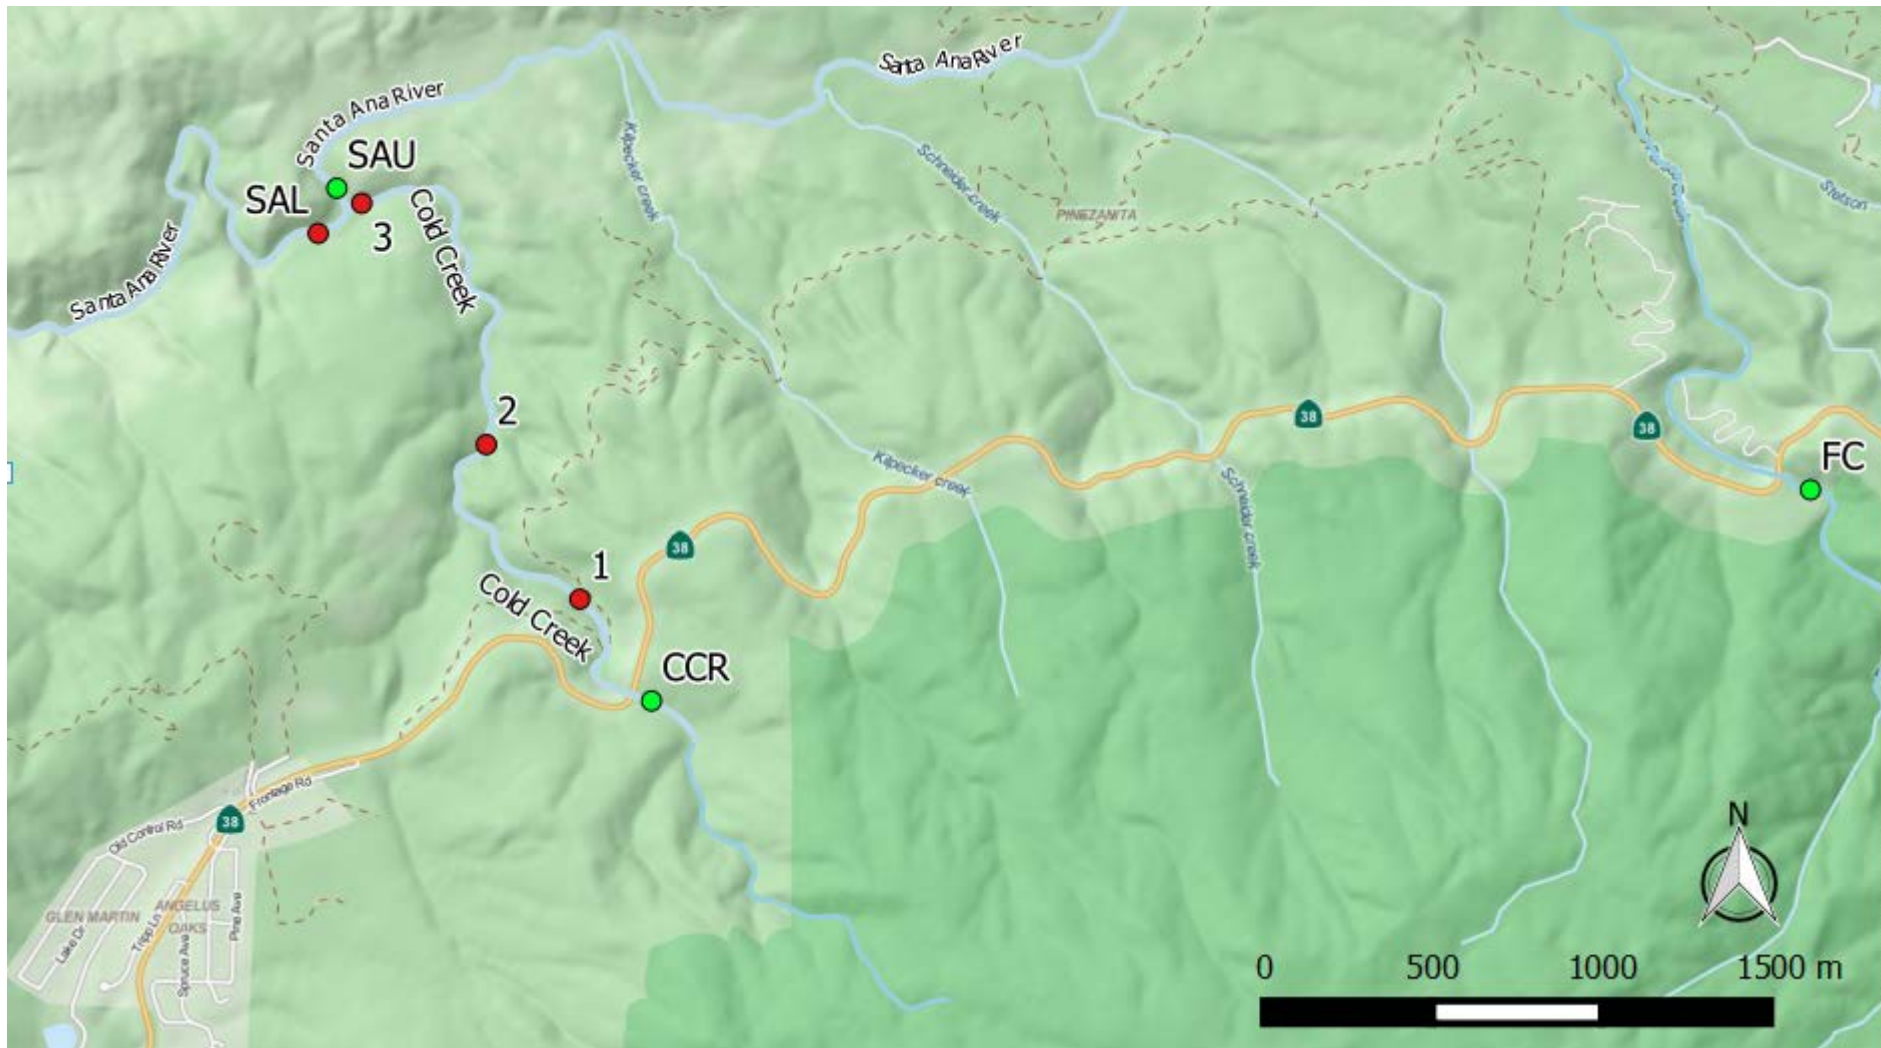 Santa Ana River
Santa Ana River
SAU
SAL
3
Cold Creek
Santa Ana River
Kilpecker creek
Schneider creek
PINEZANITA
Stetson
2
38
38
FC
Kilpecker creek
Schneider creek
38
1
Cold Creek
CCR
Frontage Rd
38
Old Control Rd
GLEN MARTIN
ANGELUS
OAKS
Lake Dr
Tripp Ln
Spruce Ave
Pine Ave
N
0 500 1000 1500 m